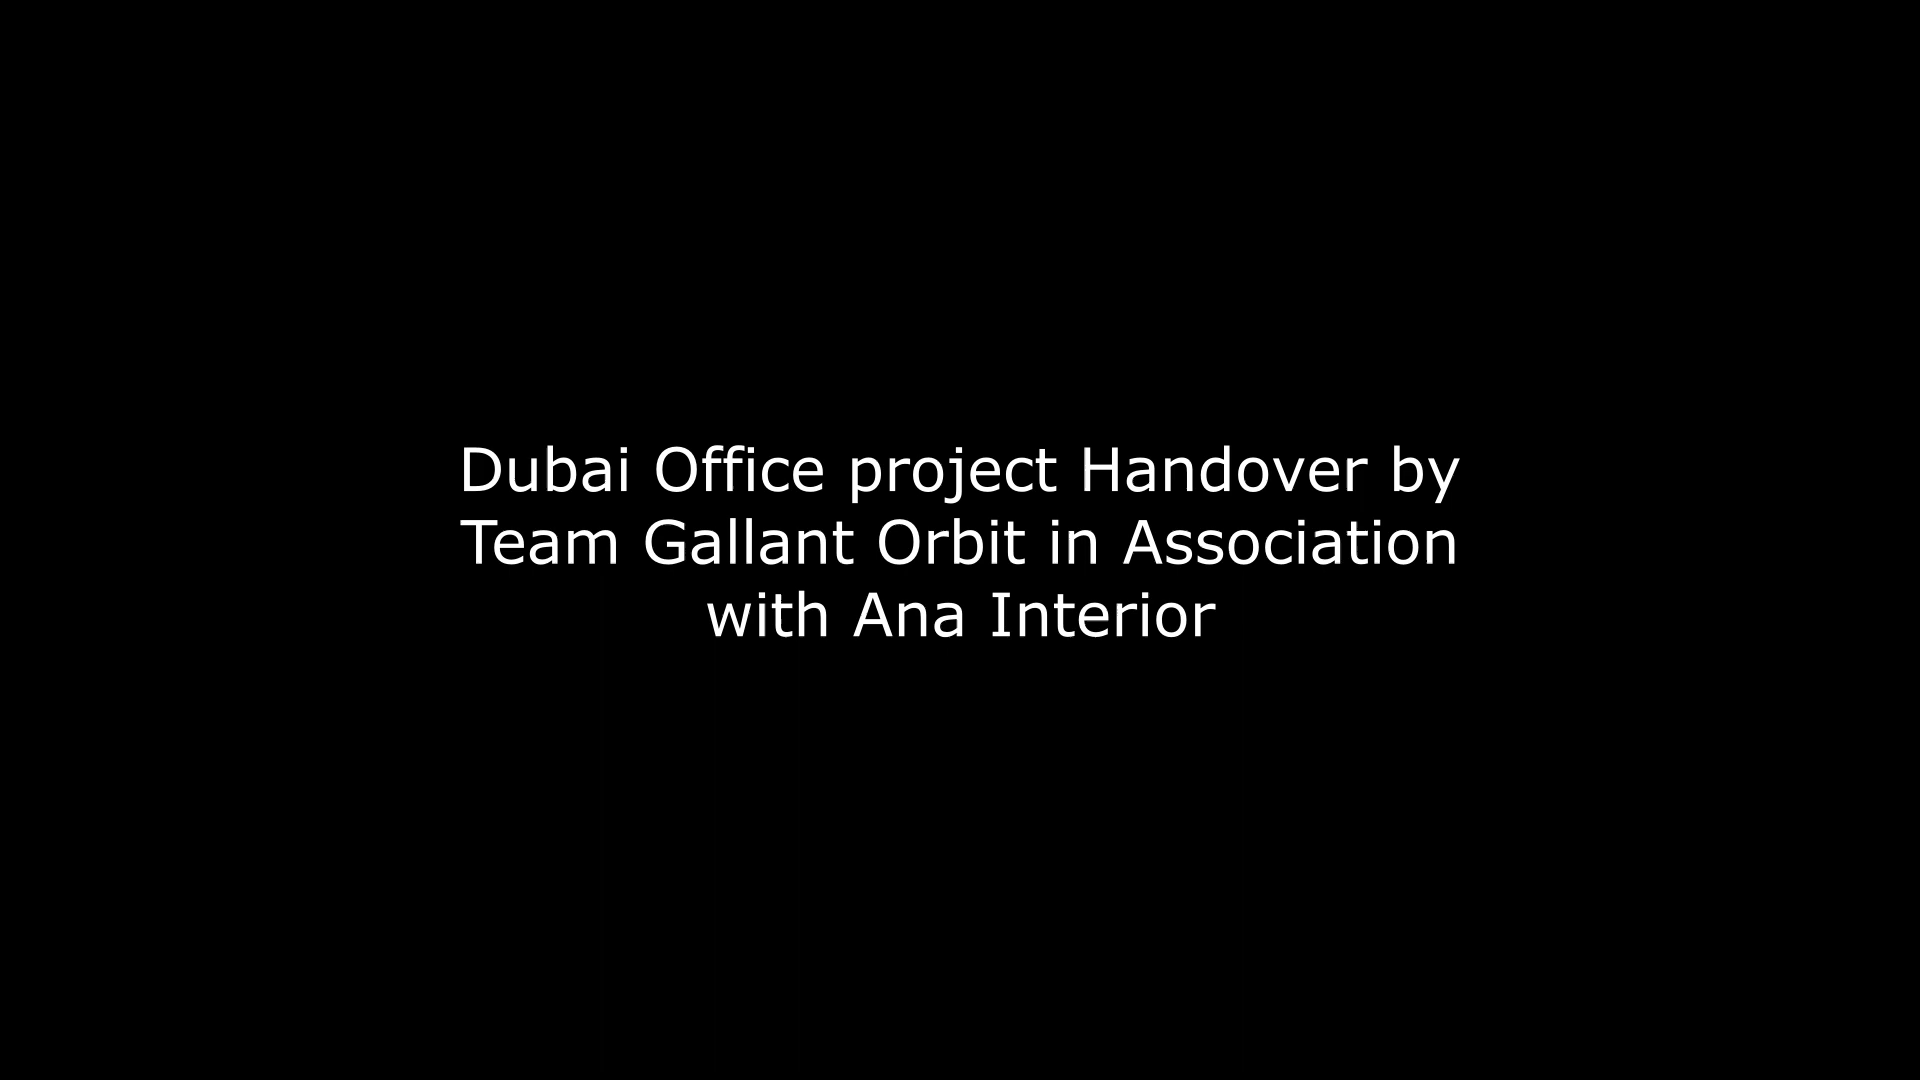 Dubai Office project Handover by
Team Gallant Orbit in Association
with Ana Interior